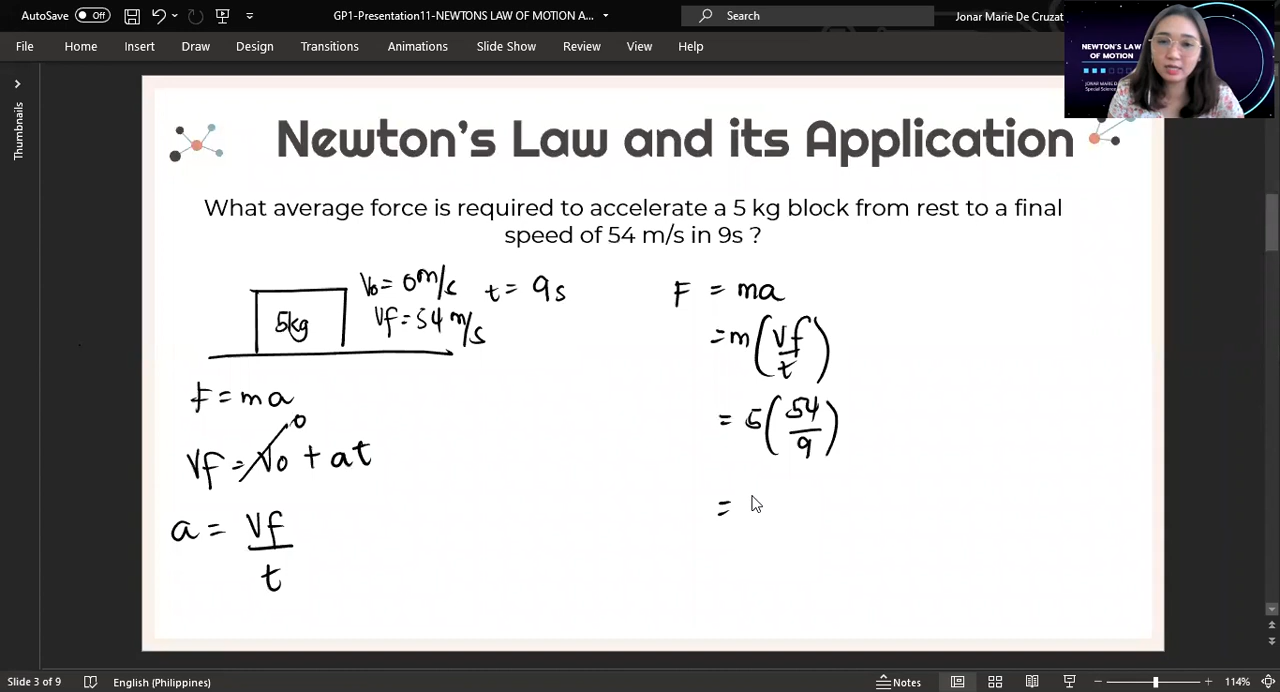 AutoSave Off GP1-Presentation11-NEWTONS LAW OF MOTION A... Search Jonar Marie De Cruzat
File Home Insert Draw Design Transitions Animations Slide Show Review View Help
NEWTON'S LAW
OF MOTION
Special Science
Thumbnails
Newton's Law and its Application
What average force is required to accelerate a 5 kg block from rest to a final
speed of 54 m/s in 9s ?
5kg
Vo = 0 m/s t = 9s
Vf = 54 m/s
F = ma
Vf = Vo + at
0
a = Vf/t
F = ma
= m(Vf/t)
= 5(54/9)
=
Slide 3 of 9 English (Philippines) Notes 114%